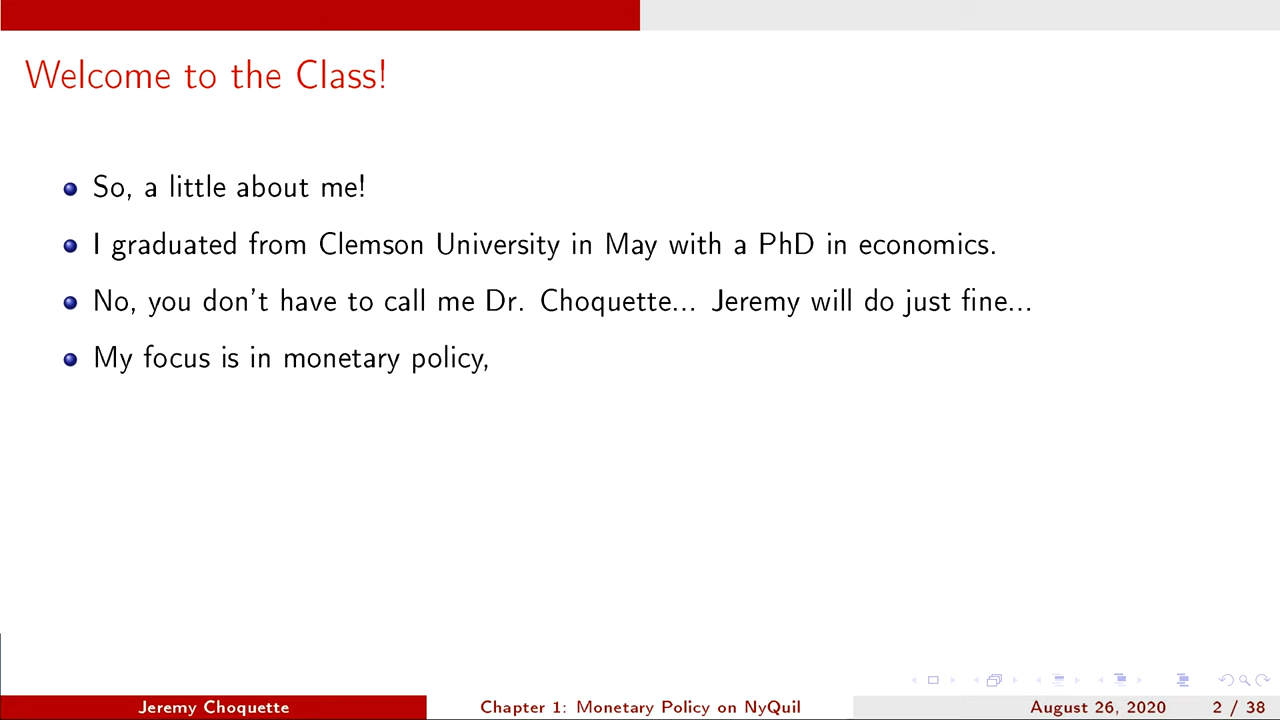 Welcome to the Class!
So, a little about me!
I graduated from Clemson University in May with a PhD in economics.
No, you don't have to call me Dr. Choquette... Jeremy will do just fine...
My focus is in monetary policy,
Jeremy Choquette
Chapter 1: Monetary Policy on NyQuil
August 26, 2020
2 / 38